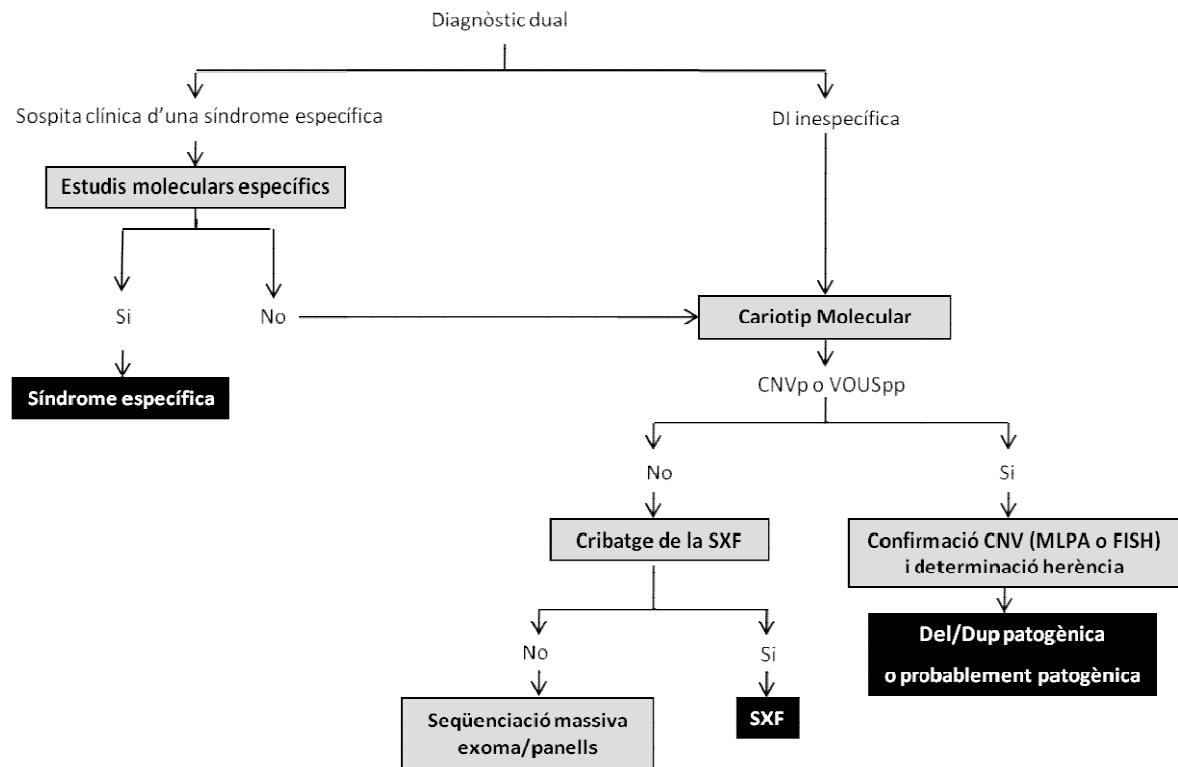 Diagnòstic dual
Sospita clínica d'una síndrome específica
DI inespecífica
Estudis moleculars específics
Si
No
Cariotip Molecular
Síndrome específica
CNVp o VOUSpp
No
Si
Cribatge de la SXF
Confirmació CNV (MLPA o FISH)
i determinació herència
Del/Dup patogènica
o probablement patogènica
No
Si
Seqüenciació massiva
exoma/panells
SXF